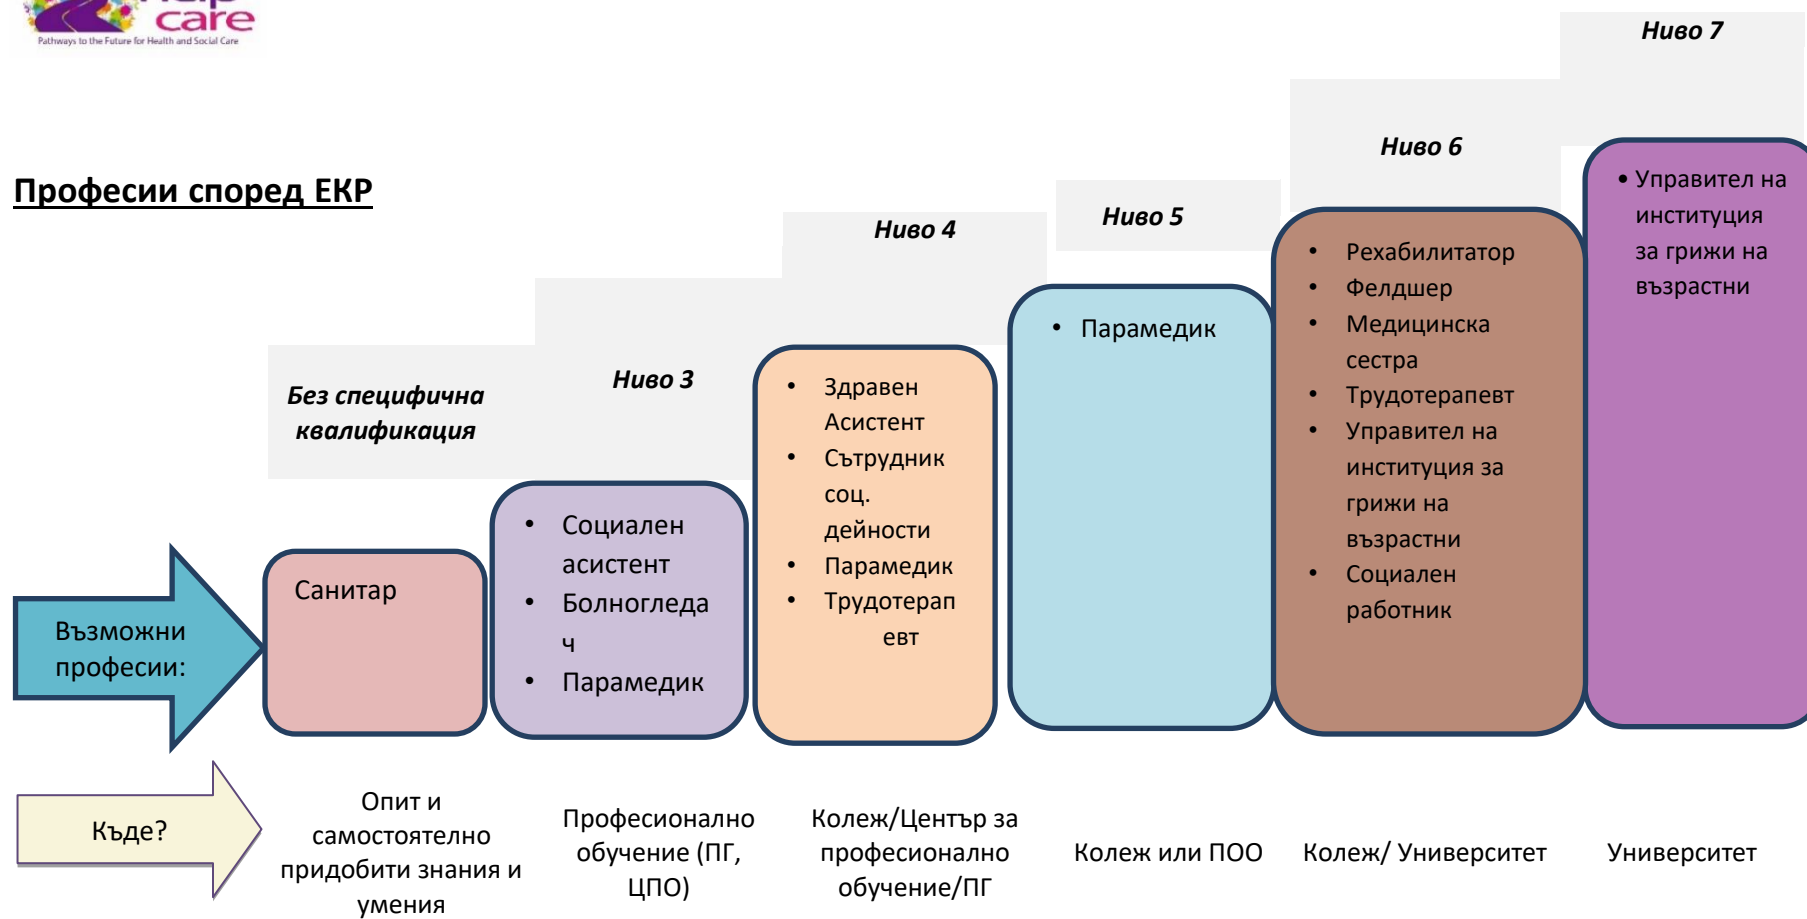 care
Pathways to the Future for Health and Social Care
Професии според ЕКР
Без специфична
квалификация
Ниво 3
Ниво 4
Ниво 5
Ниво 6
Ниво 7
Възможни
професии:
Санитар
• Социален
асистент
• Болногледа
ч
• Парамедик
• Здравен
Асистент
• Сътрудник
соц.
дейности
• Парамедик
• Трудотерап
евт
• Парамедик
• Рехабилитатор
• Фелдшер
• Медицинска
сестра
• Трудотерапевт
• Управител на
институция за
грижи на
възрастни
• Социален
работник
• Управител на
институция
за грижи на
възрастни
Къде?
Опит и
самостоятелно
придобити знания и
умения
Професионално
обучение (ПГ,
ЦПО)
Колеж/Център за
професионално
обучение/ПГ
Колеж или ПОО
Колеж/ Университет
Университет